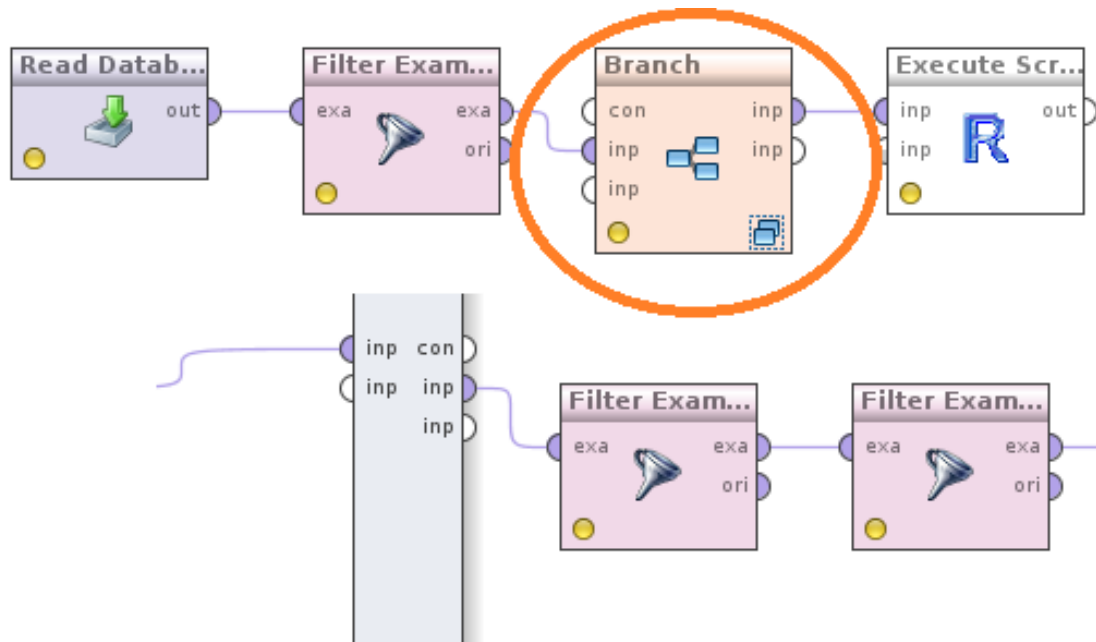 Read Datab...
out
Filter Exam...
exa exa
ori
Branch
con inp
inp inp
inp
Execute Scr...
inp out
inp
R
inp con
inp inp
inp
Filter Exam...
exa exa
ori
Filter Exam...
exa exa
ori